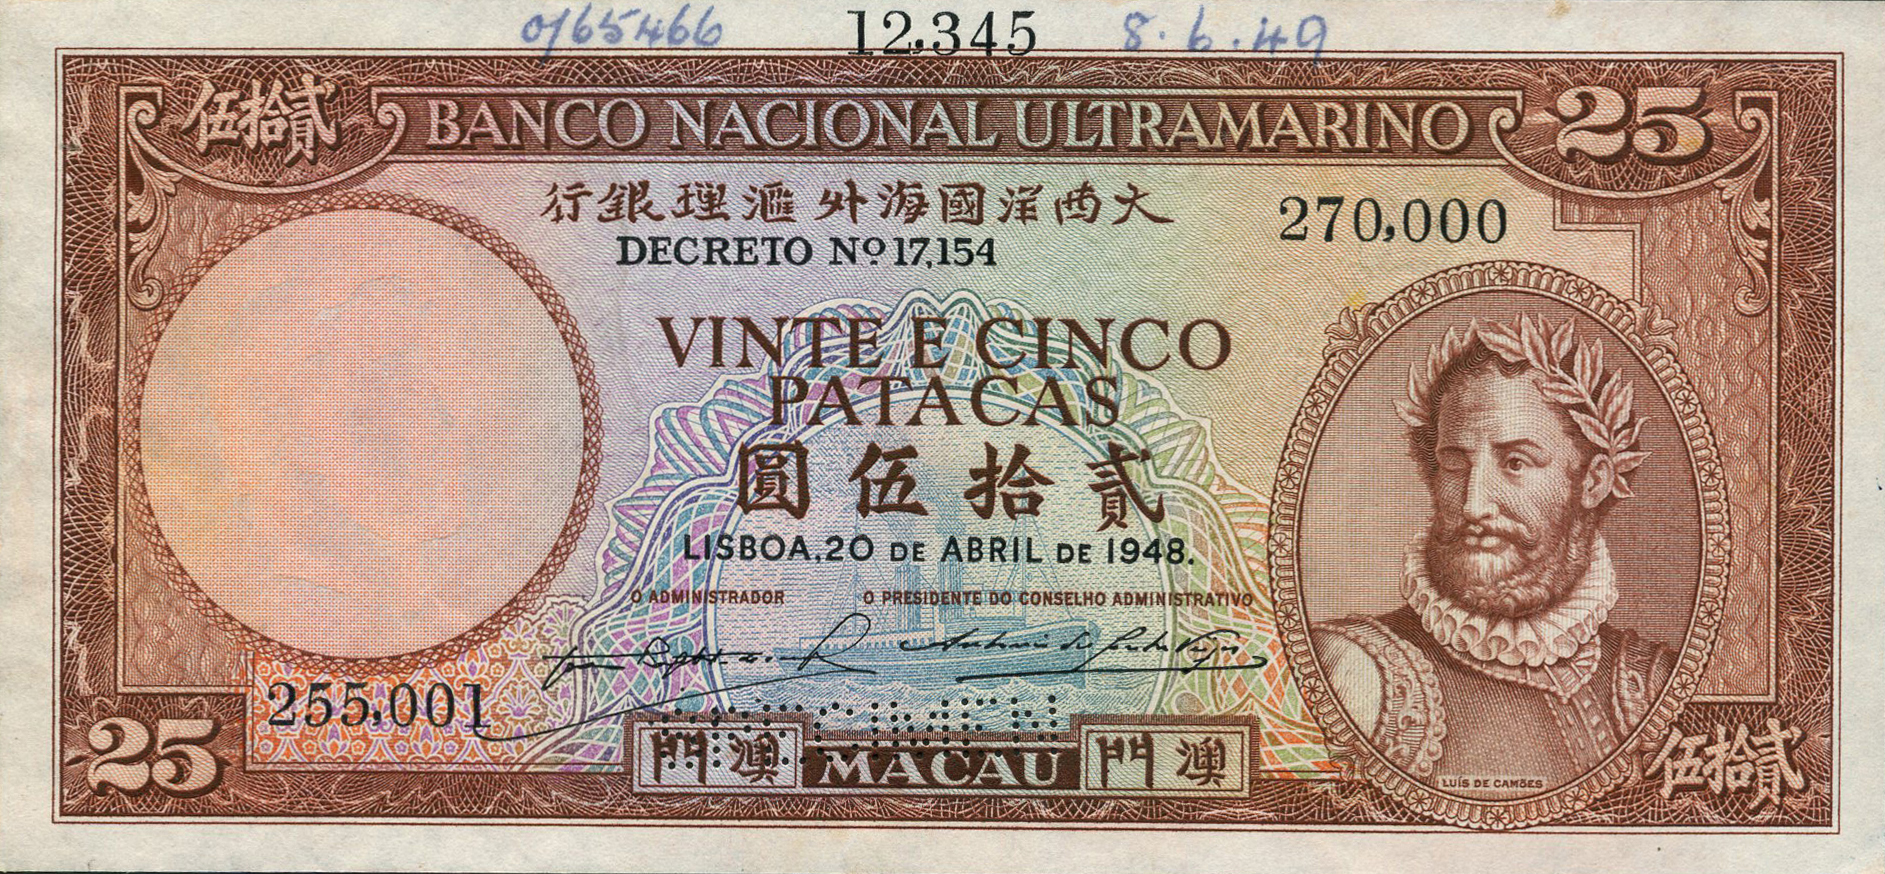 0/65466 12,345 8.6.49
伍拾貳 BANCO NACIONAL ULTRAMARINO 25
行銀理滙外海國洋西大
270,000
DECRETO Nº 17,154
VINTE E CINCO
PATACAS
圓伍拾貳
LISBOA, 20 DE ABRIL DE 1948.
O ADMINISTRADOR O PRESIDENTE DO CONSELHO ADMINISTRATIVO
255,001
SPECIMEN
25 門澳 MACAU 門澳 伍拾貳
LUÍS DE CAMÕES